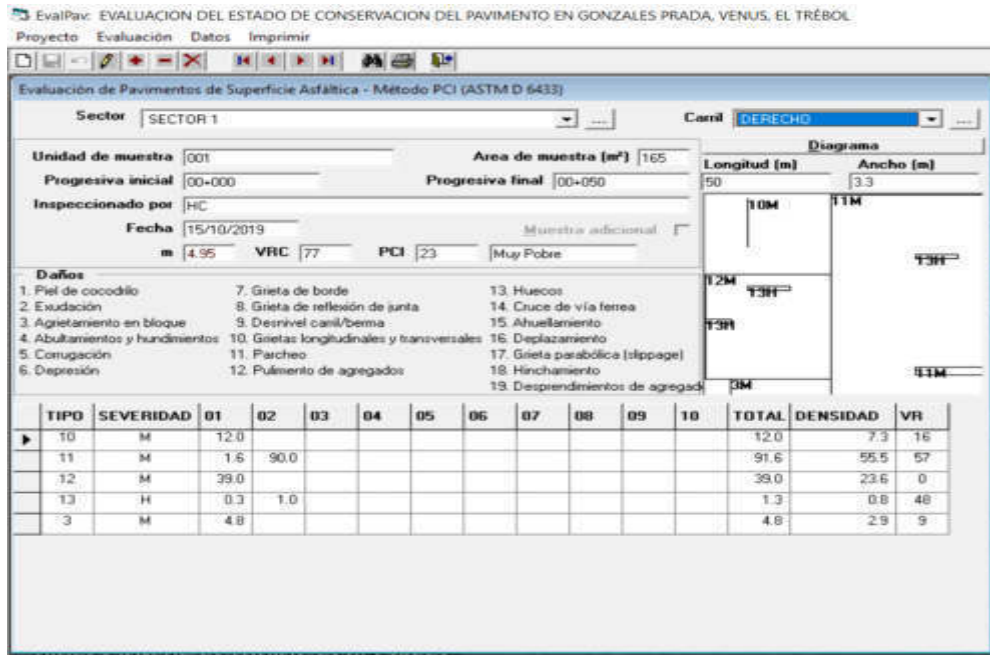 EvalPav: EVALUACION DEL ESTADO DE CONSERVACION DEL PAVIMENTO EN GONZALES PRADA, VENUS, EL TRÉBOL
Proyecto Evaluación Datos Imprimir
Evaluación de Pavimentos de Superficie Asfáltica - Método PCI (ASTM D 6433)
Sector SECTOR 1 ... Carril DERECHO ...
Unidad de muestra 001 Area de muestra [m²] 165
Progresiva inicial 00+000 Progresiva final 00+050
Inspeccionado por HC
Fecha 15/10/2019 Muestra adicional
m 4.95 VRC 77 PCI 23 Muy Pobre
Diagrama
Longitud [m] Ancho [m]
50 3.3
10M 11M
13H
12M
13H
13H
11M
3M
Daños
1. Piel de cocodrilo 7. Grieta de borde 13. Huecos
2. Exudación 8. Grieta de reflexión de junta 14. Cruce de vía ferrea
3. Agrietamiento en bloque 9. Desnivel carril/berma 15. Ahuellamiento
4. Abultamientos y hundimientos 10. Grietas longitudinales y transversales 16. Deplazamiento
5. Corrugación 11. Parcheo 17. Grieta parabólica (slippage)
6. Depresión 12. Pulimento de agregados 18. Hinchamiento
19. Desprendimientos de agregad
TIPO SEVERIDAD 01 02 03 04 05 06 07 08 09 10 TOTAL DENSIDAD VR
10 M 12.0 12.0 7.3 16
11 M 1.6 90.0 91.6 55.5 57
12 M 39.0 39.0 23.6 0
13 H 0.3 1.0 1.3 0.8 48
3 M 4.8 4.8 2.9 9